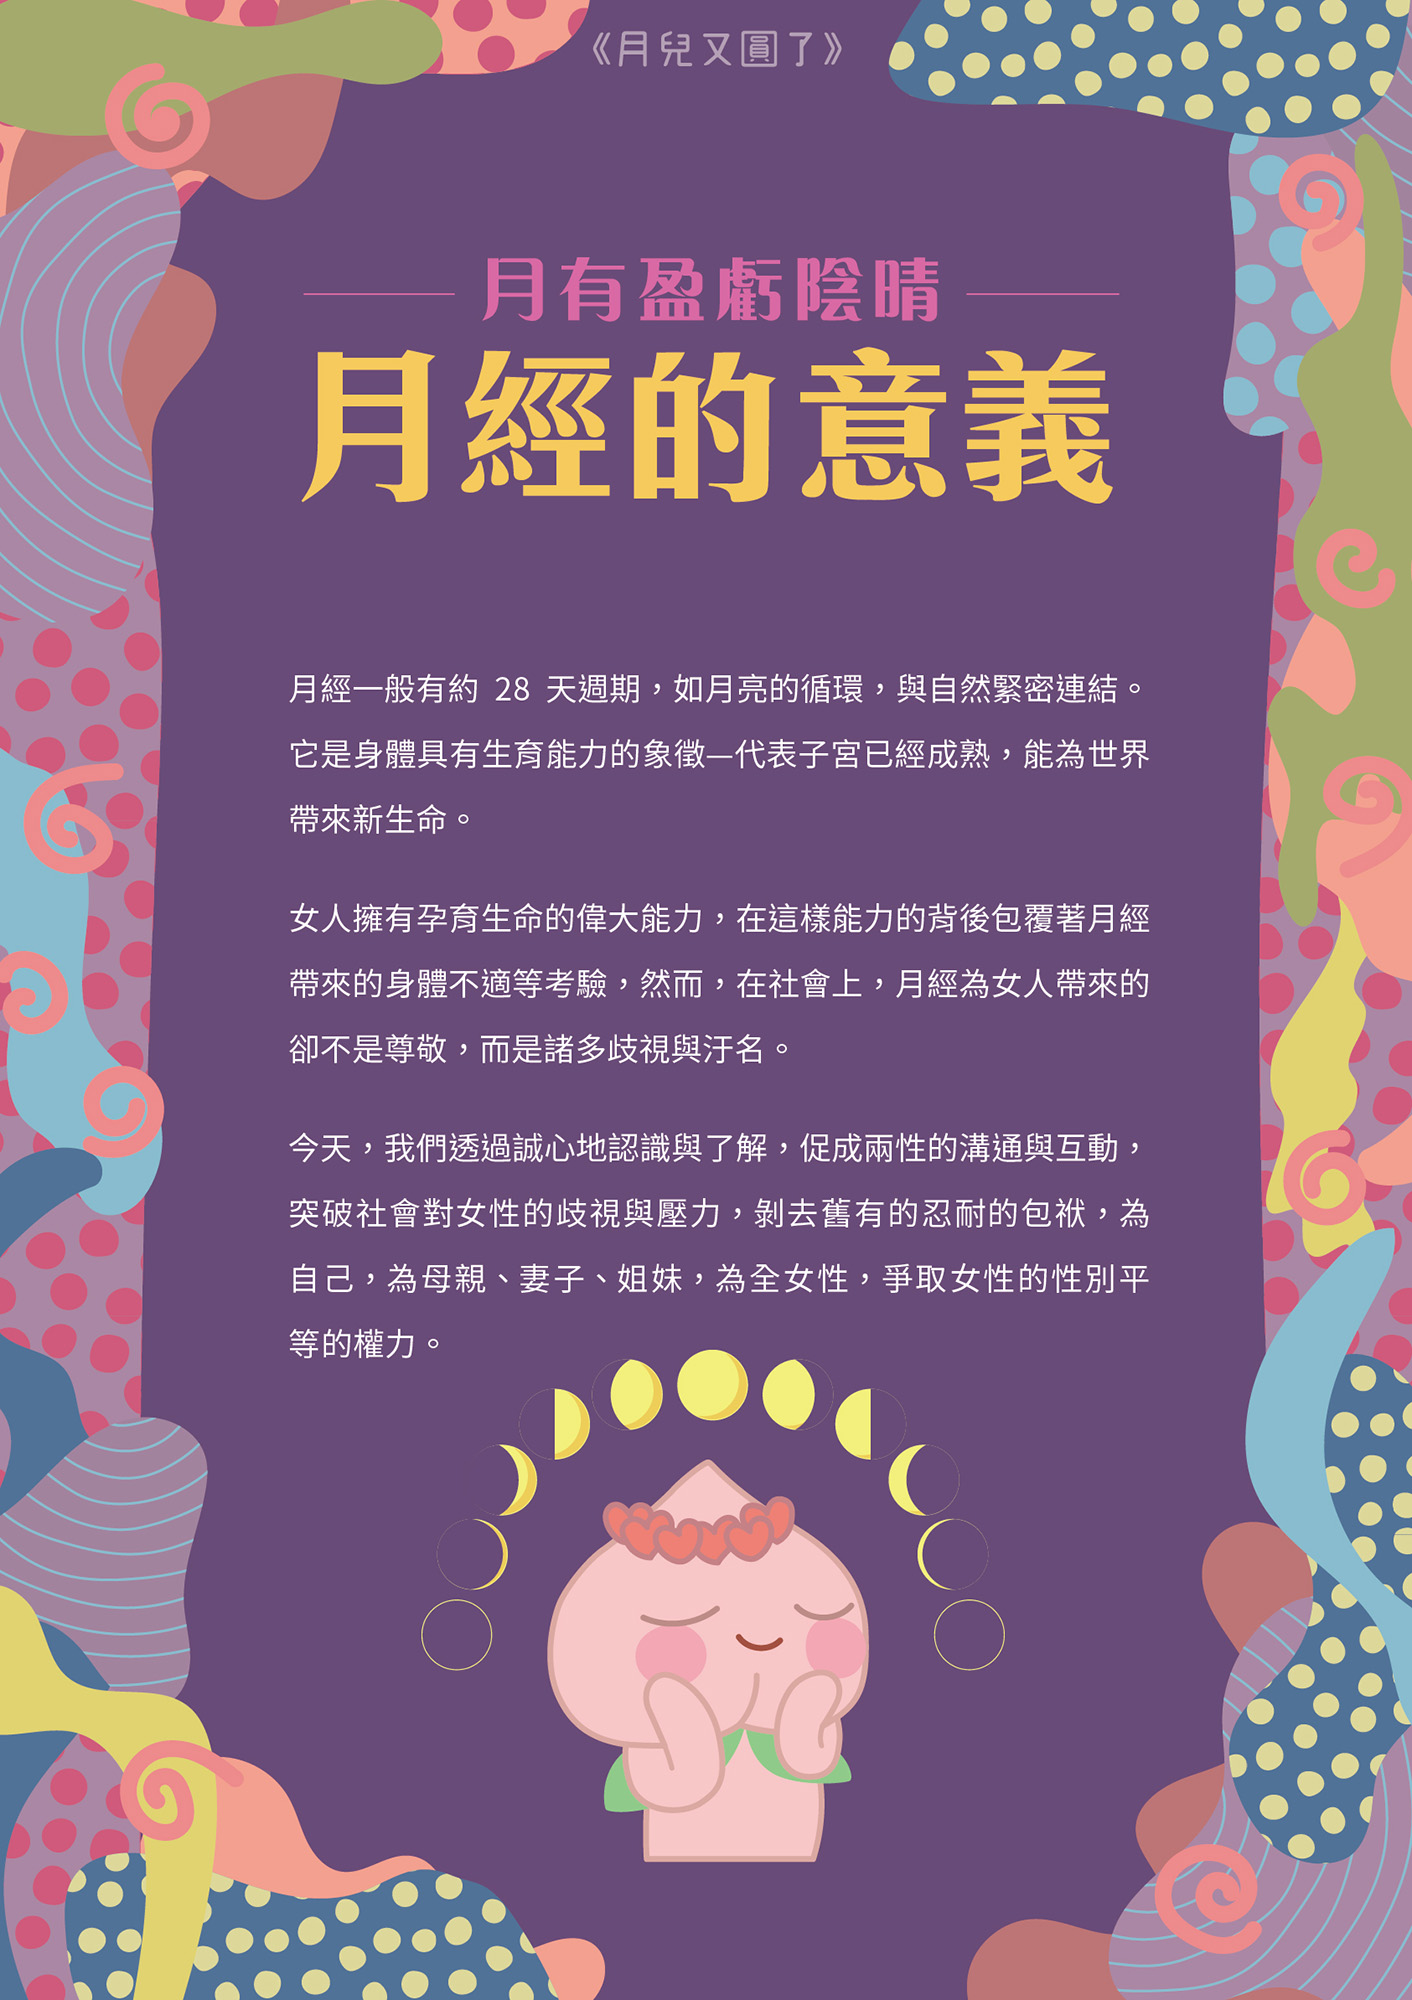 《月兒又圓了》
月有盈虧陰晴
月經的意義
月經一般有約 28 天週期，如月亮的循環，與自然緊密連結。
它是身體具有生育能力的象徵—代表子宮已經成熟，能為世界
帶來新生命。
女人擁有孕育生命的偉大能力，在這樣能力的背後包覆著月經
帶來的身體不適等考驗，然而，在社會上，月經為女人帶來的
卻不是尊敬，而是諸多歧視與汙名。
今天，我們透過誠心地認識與了解，促成兩性的溝通與互動，
突破社會對女性的歧視與壓力，剝去舊有的忍耐的包袱，為
自己，為母親、妻子、姐妹，為全女性，爭取女性的性別平
等的權力。